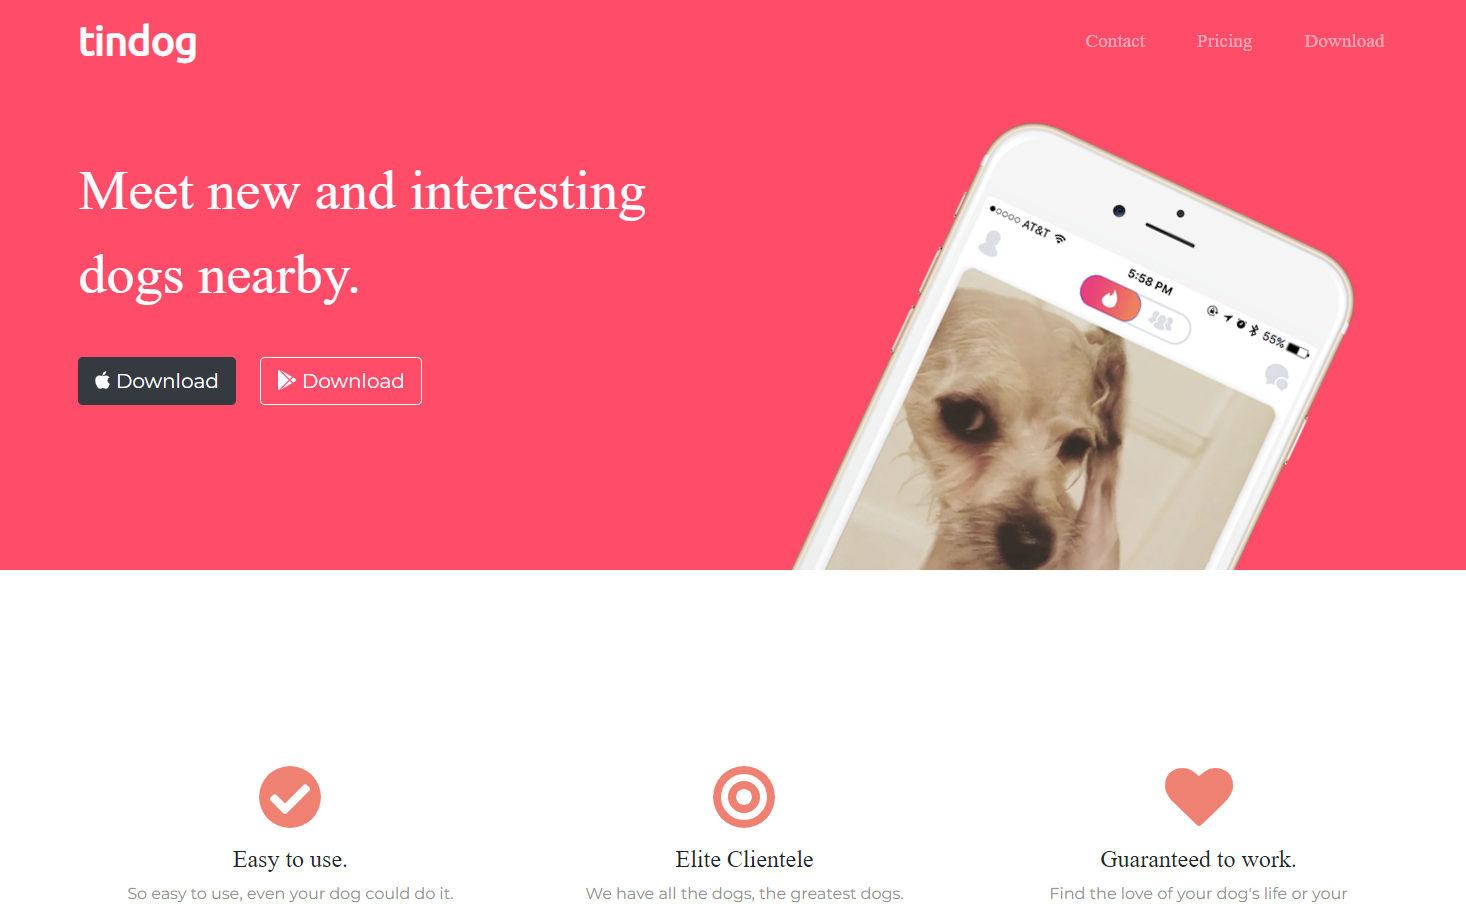 tindog
Contact Pricing Download
Meet new and interesting
dogs nearby.
Download Download
AT&T 5:58 PM 55%
Easy to use. Elite Clientele Guaranteed to work.
So easy to use, even your dog could do it. We have all the dogs, the greatest dogs. Find the love of your dog's life or your